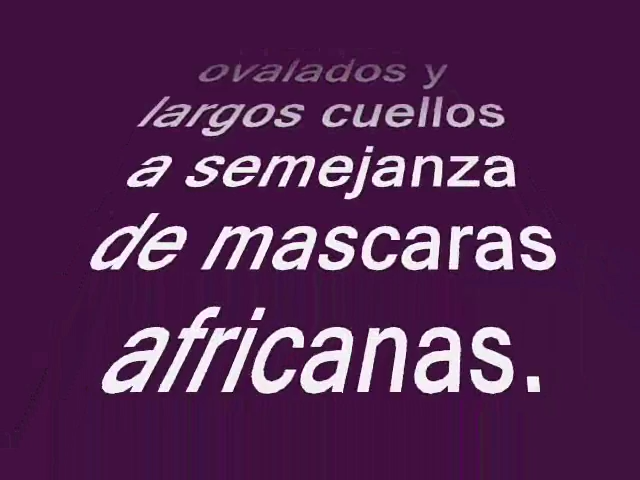 ovalados y
largos cuellos
a semejanza
de mascaras
africanas.